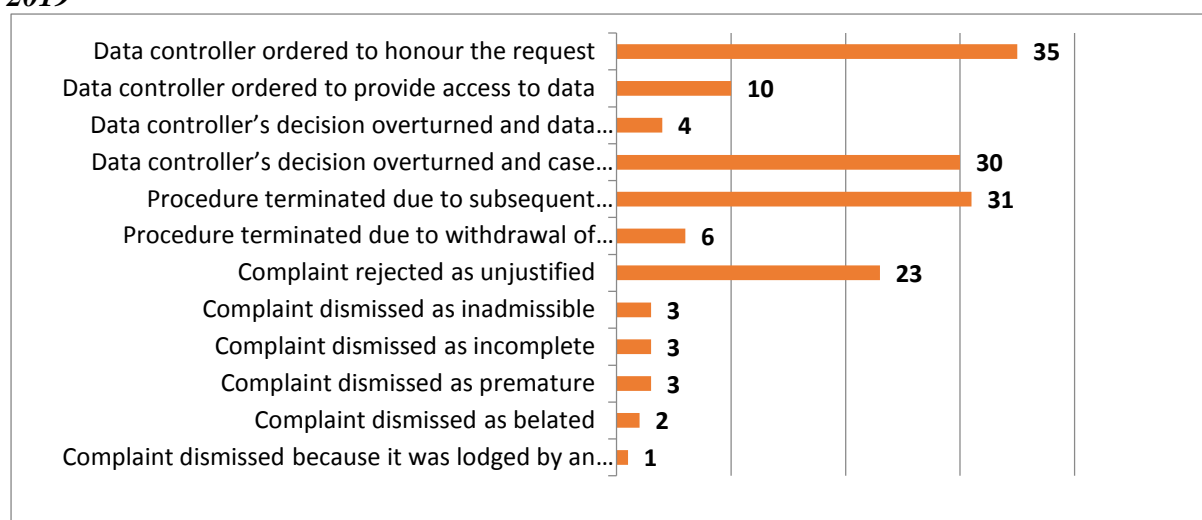 2019
Data controller ordered to honour the request 35
Data controller ordered to provide access to data 10
Data controller’s decision overturned and data… 4
Data controller’s decision overturned and case… 30
Procedure terminated due to subsequent… 31
Procedure terminated due to withdrawal of… 6
Complaint rejected as unjustified 23
Complaint dismissed as inadmissible 3
Complaint dismissed as incomplete 3
Complaint dismissed as premature 3
Complaint dismissed as belated 2
Complaint dismissed because it was lodged by an… 1